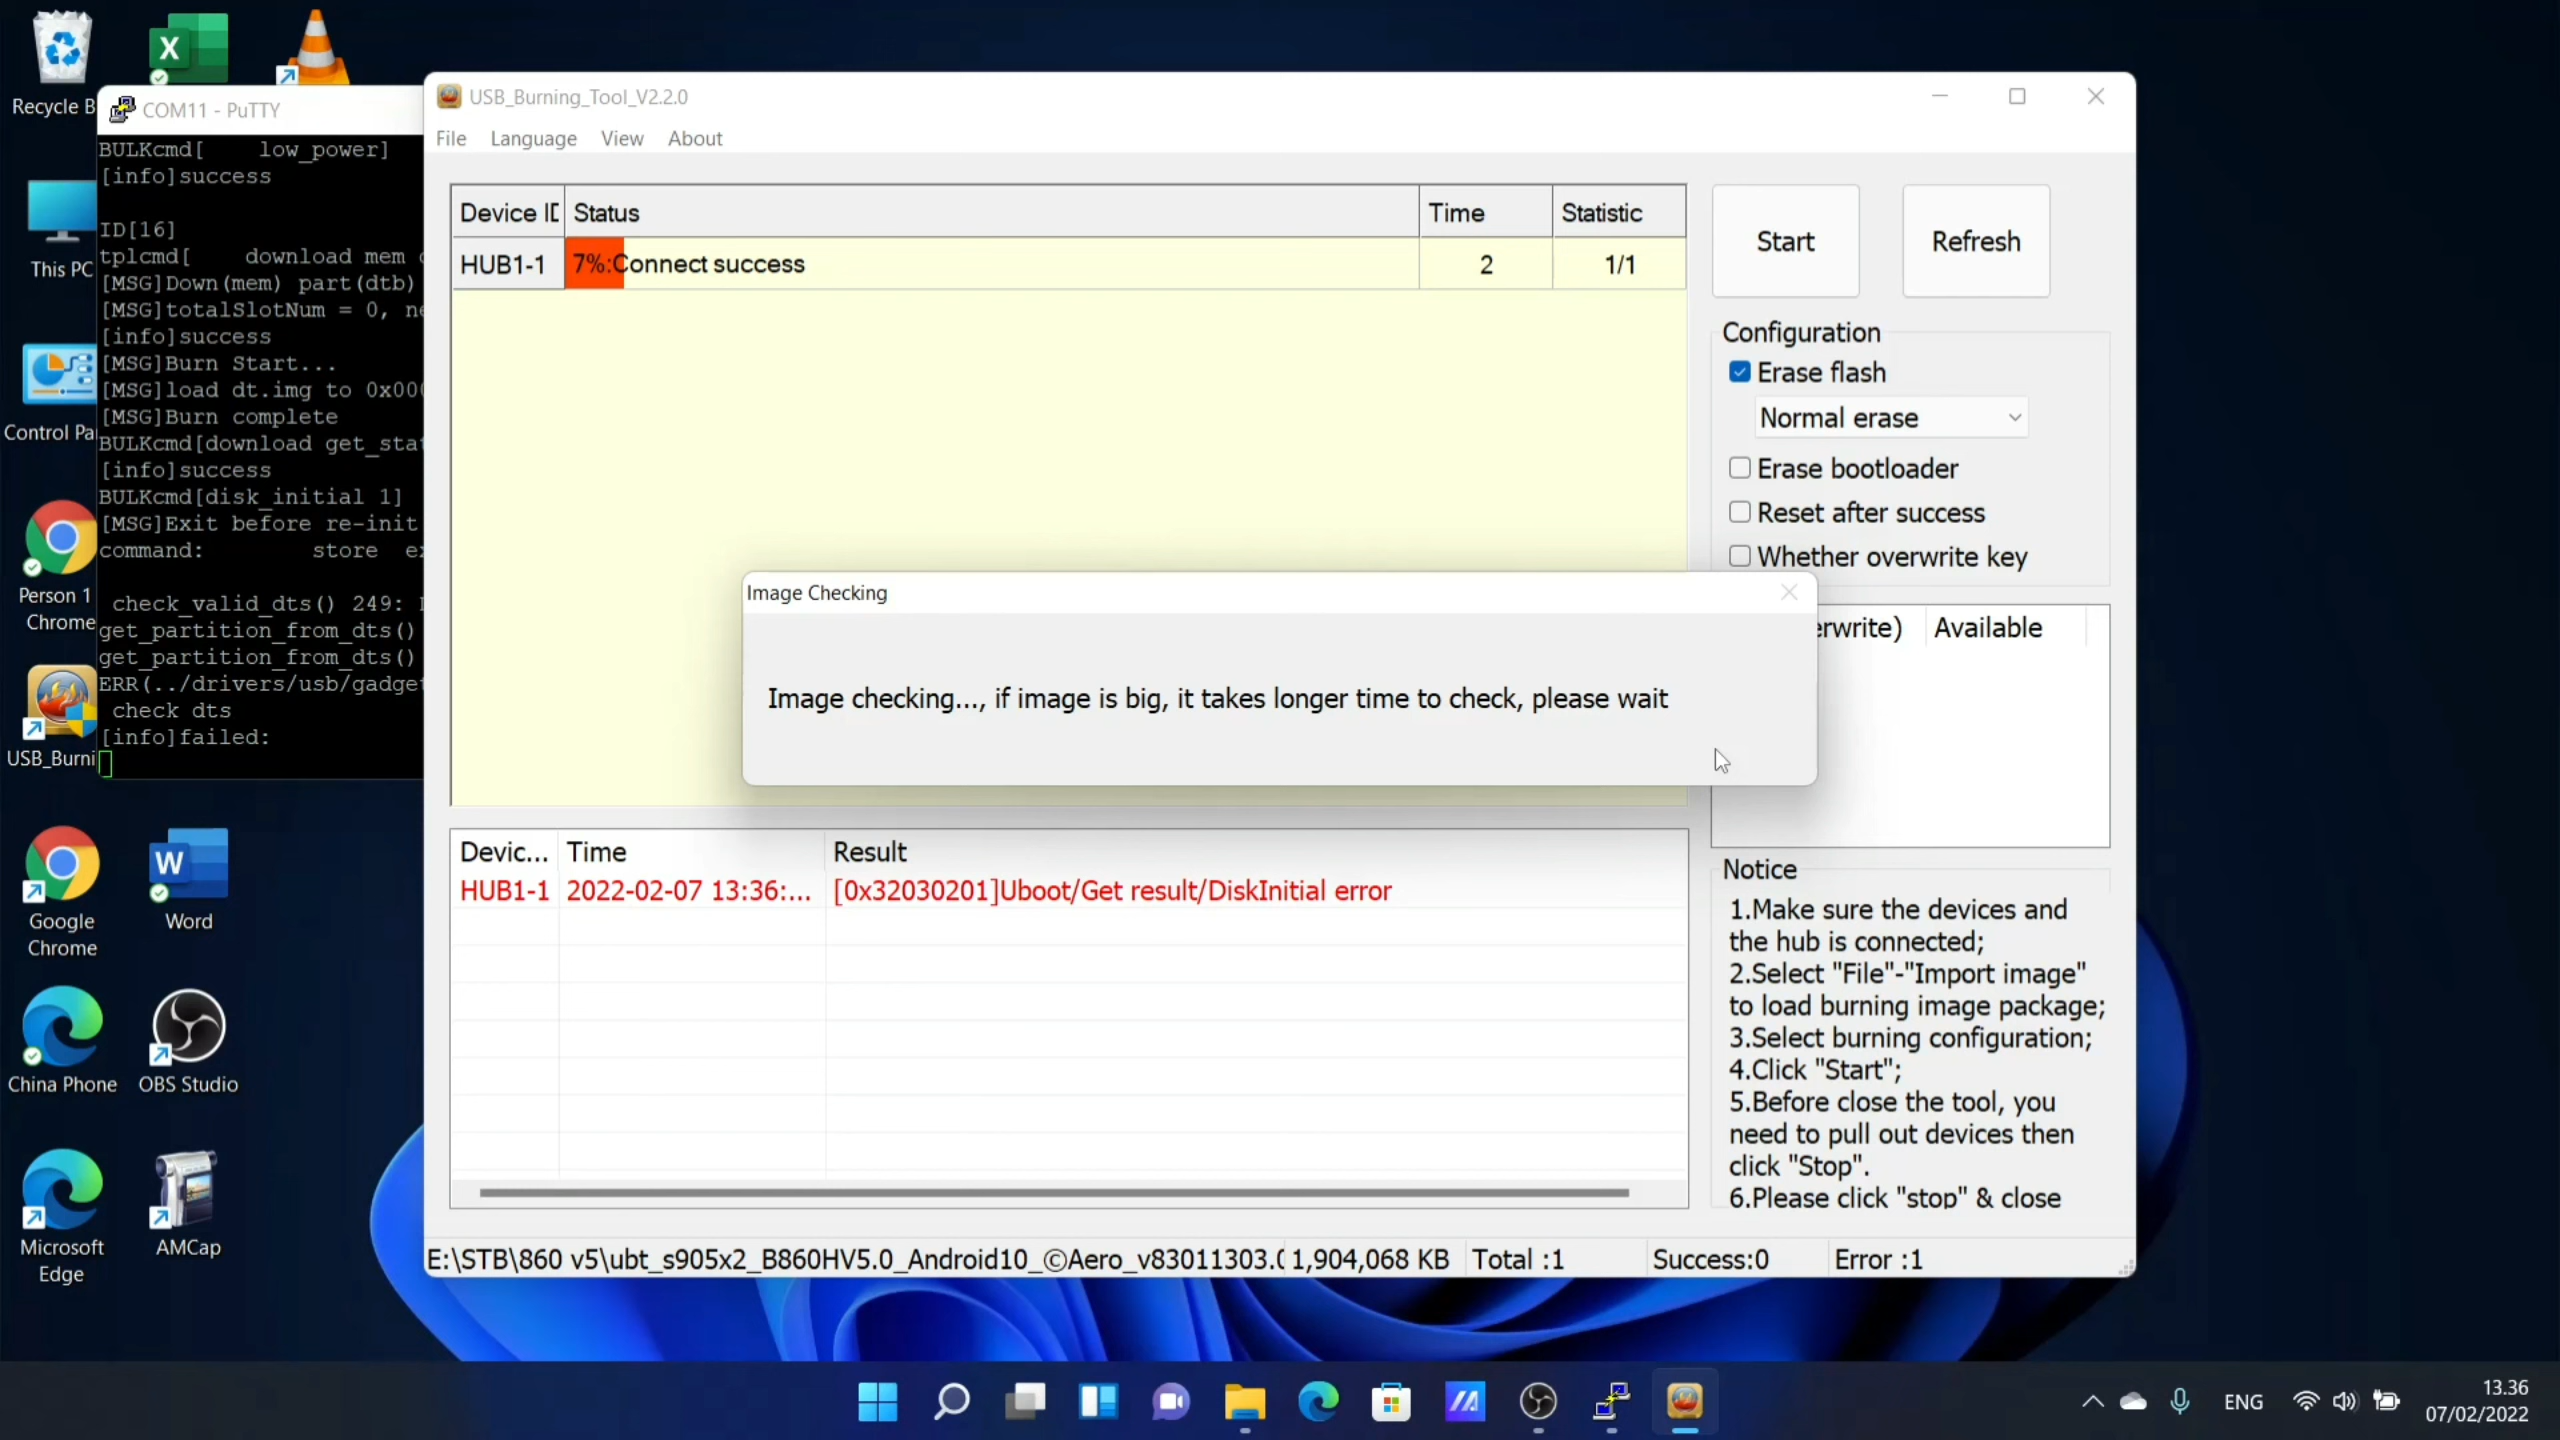 Recycle B
COM11 - PuTTY
BULKcmd[    low_power]
[info]success
ID[16]
tplcmd[    download mem
[MSG]Down(mem) part(dtb)
[MSG]totalSlotNum = 0,
[info]success
[MSG]Burn Start...
[MSG]load dt.img to 0x000
[MSG]Burn complete
BULKcmd[download get_stat
[info]success
BULKcmd[disk_initial 1]
[MSG]Exit before re-init
command:        store
check_valid_dts() 249:
get_partition_from_dts()
get_partition_from_dts()
ERR(../drivers/usb/gadget
check dts
[info]failed:
This PC
Control Pa
Person 1
Chrome
USB_Burni
Google
Chrome
Word
China Phone
OBS Studio
Microsoft
Edge
AMCap
USB_Burning_Tool_V2.2.0
File Language View About
Device ID Status Time Statistic
HUB1-1 7%:Connect success 2 1/1
Start Refresh
Configuration
Erase flash
Normal erase
Erase bootloader
Reset after success
Whether overwrite key
Image Checking
Image checking..., if image is big, it takes longer time to check, please wait
erwrite) Available
Devic... Time Result
HUB1-1 2022-02-07 13:36:... [0x32030201]Uboot/Get result/DiskInitial error
Notice
1.Make sure the devices and
the hub is connected;
2.Select "File"-"Import image"
to load burning image package;
3.Select burning configuration;
4.Click "Start";
5.Before close the tool, you
need to pull out devices then
click "Stop".
6.Please click "stop" & close
E:\STB\860 v5\ubt_s905x2_B860HV5.0_Android10_©Aero_v83011303.0 1,904,068 KB Total :1 Success:0 Error :1
ENG
13.36
07/02/2022